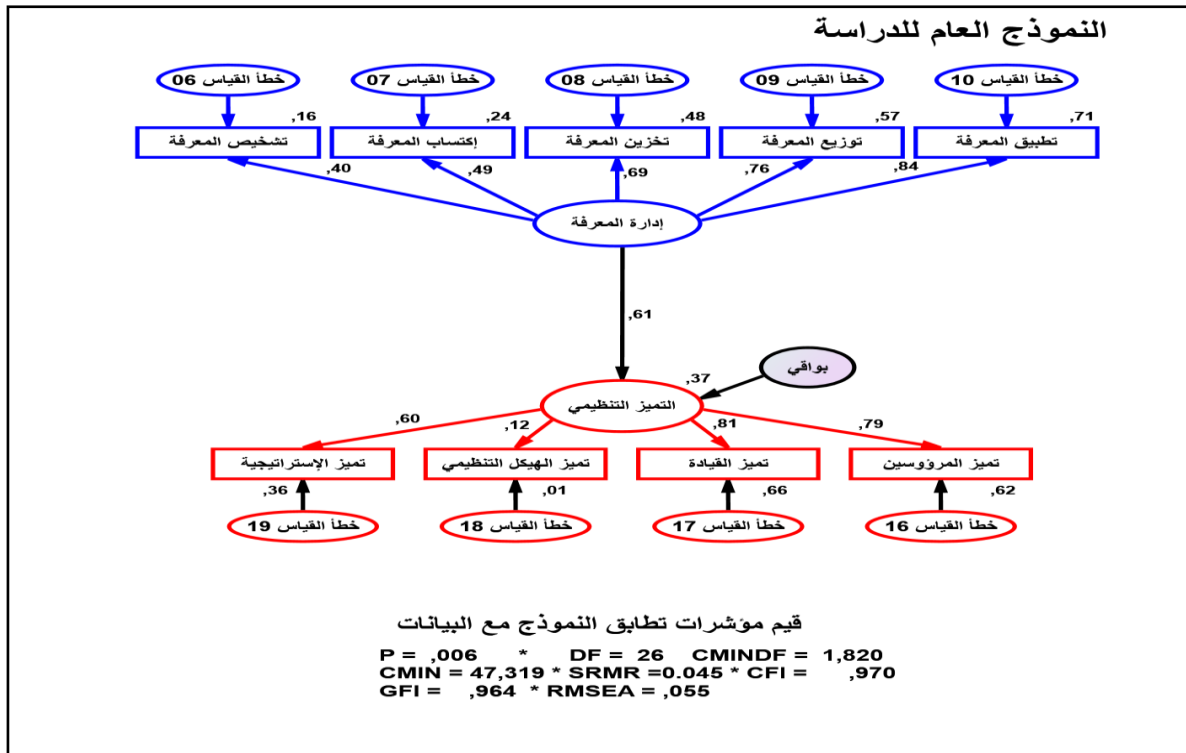 النموذج العام للدراسة
خطأ القياس 10
خطأ القياس 09
خطأ القياس 08
خطأ القياس 07
خطأ القياس 06
,71
,57
,48
,24
,16
تطبيق المعرفة
توزيع المعرفة
تخزين المعرفة
إكتساب المعرفة
تشخيص المعرفة
,84
,76
,69
,49
,40
إدارة المعرفة
,61
بواقي
,37
التميز التنظيمي
,79
,81
,12
,60
تميز المرؤوسين
تميز القيادة
تميز الهيكل التنظيمي
تميز الإستراتيجية
,62
,66
,01
,36
خطأ القياس 16
خطأ القياس 17
خطأ القياس 18
خطأ القياس 19
قيم مؤشرات تطابق النموذج مع البيانات
P = ,006 * DF = 26 CMINDF = 1,820
CMIN = 47,319 * SRMR =0.045 * CFI = ,970
GFI = ,964 * RMSEA = ,055